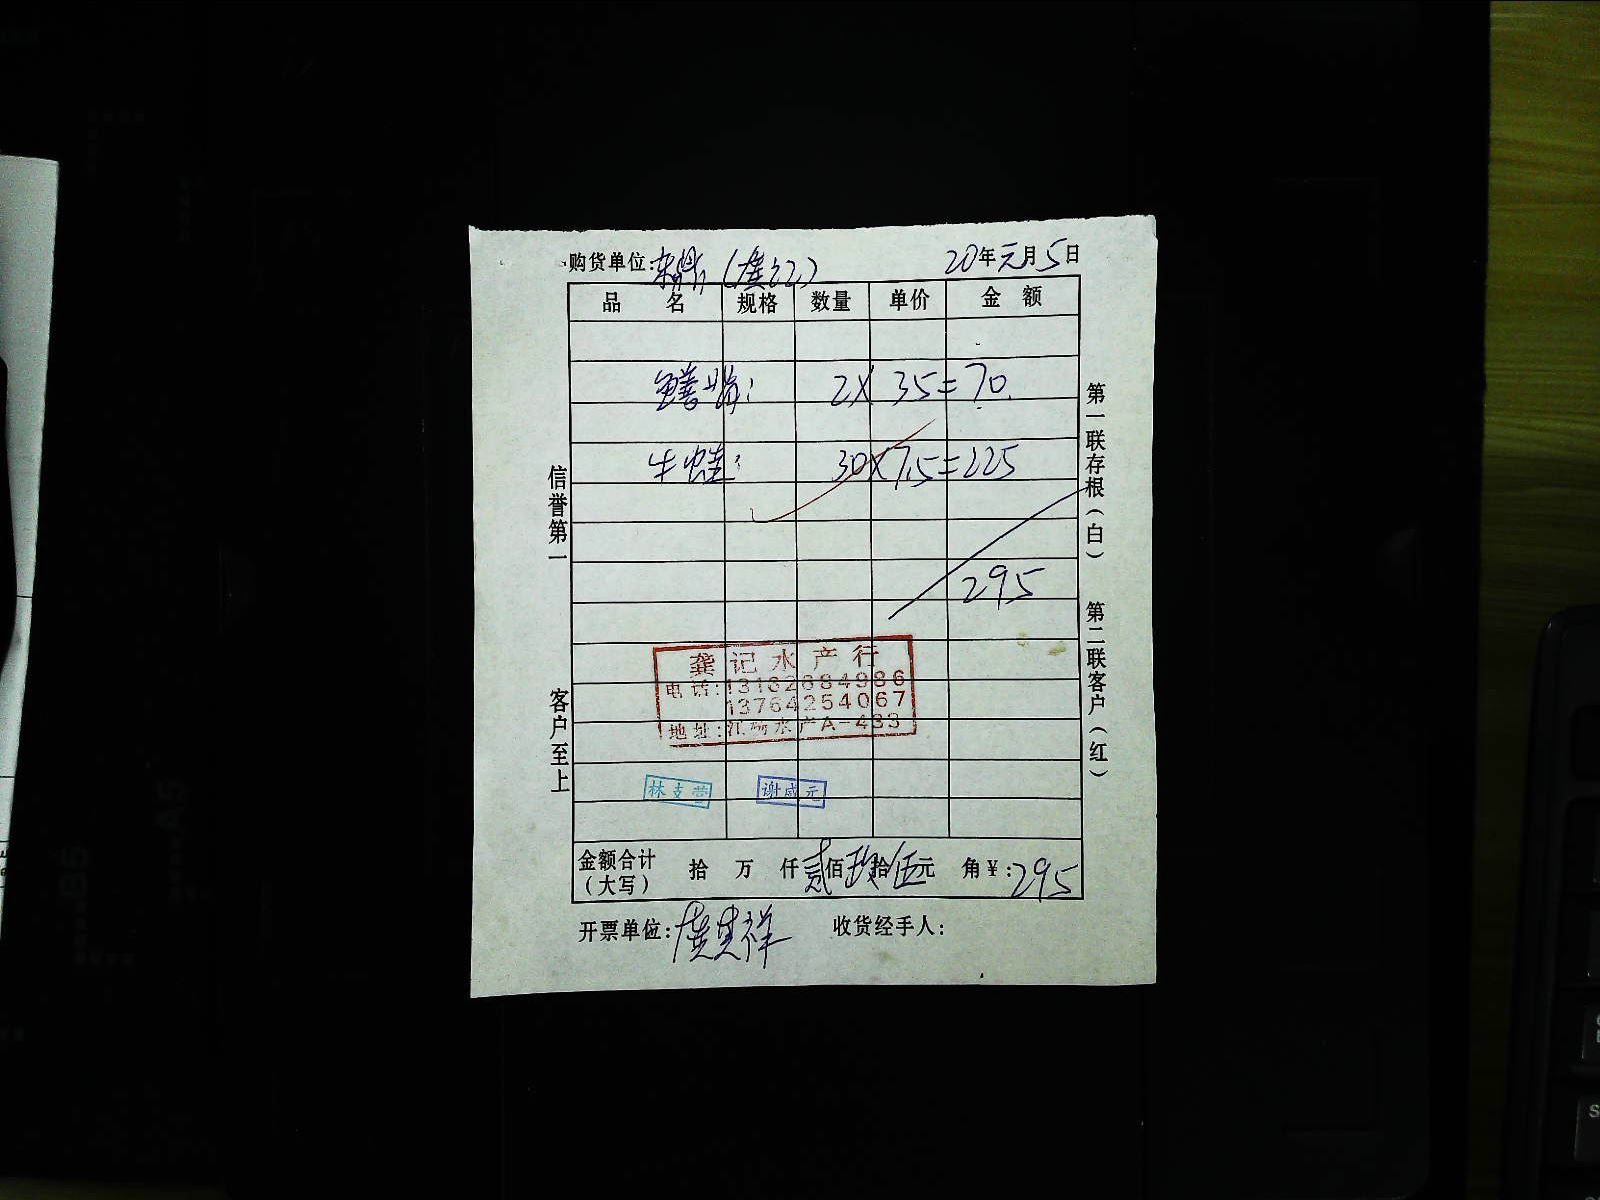 购货单位: (龚记) 20年元月5日
品名 规格 数量 单价 金额
鳝 : 2X 35=70
牛蛙: 30X7.5=225
295
信誉第一
客户至上
第一联存根(白)
第二联客户(红)
龚记水产行
电话:13162884986
13764254067
地址:江杨水产A-433
林支营 谢成元
金额合计(大写) 拾 万 仟贰佰玖拾伍元 角¥:295
开票单位: 收货经手人: